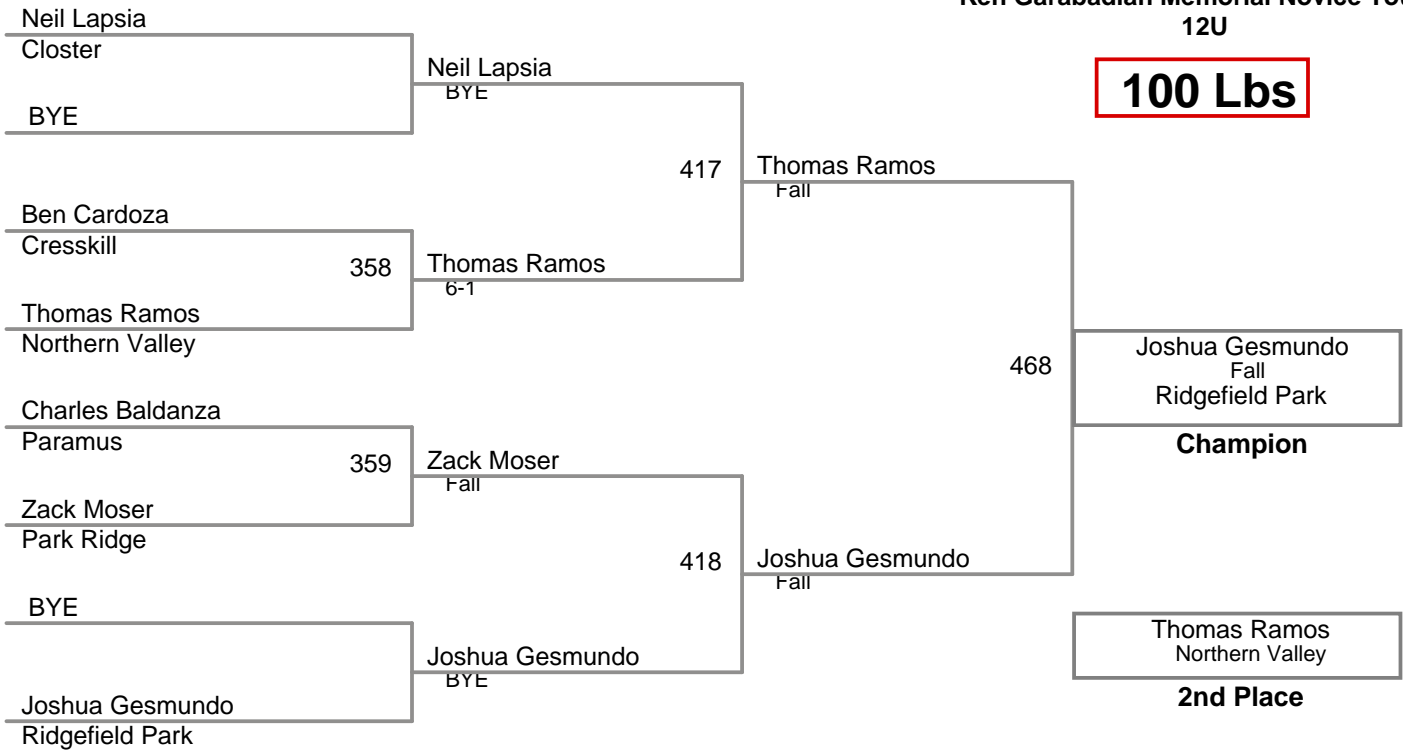 Ken Garabadian Memorial Novice
12U
100 Lbs
Neil Lapsia
Closter
BYE
Neil Lapsia
BYE
Ben Cardoza
Cresskill
358
Thomas Ramos
Northern Valley
Thomas Ramos
6-1
417
Thomas Ramos
Fall
Charles Baldanza
Paramus
359
Zack Moser
Park Ridge
Zack Moser
Fall
BYE
Joshua Gesmundo
Ridgefield Park
Joshua Gesmundo
BYE
418
Joshua Gesmundo
Fall
468
Joshua Gesmundo
Fall
Ridgefield Park
Champion
Thomas Ramos
Northern Valley
2nd Place